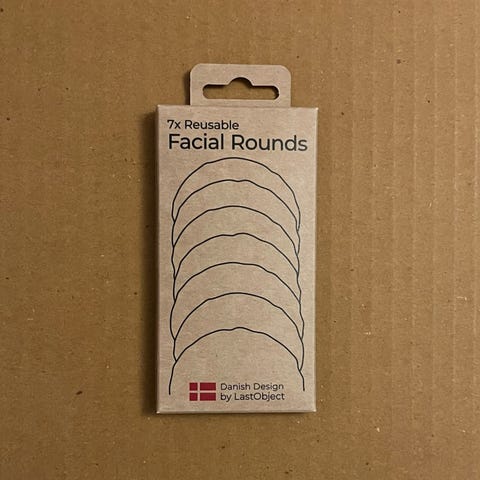 7x Reusable
Facial Rounds
Danish Design
by LastObject